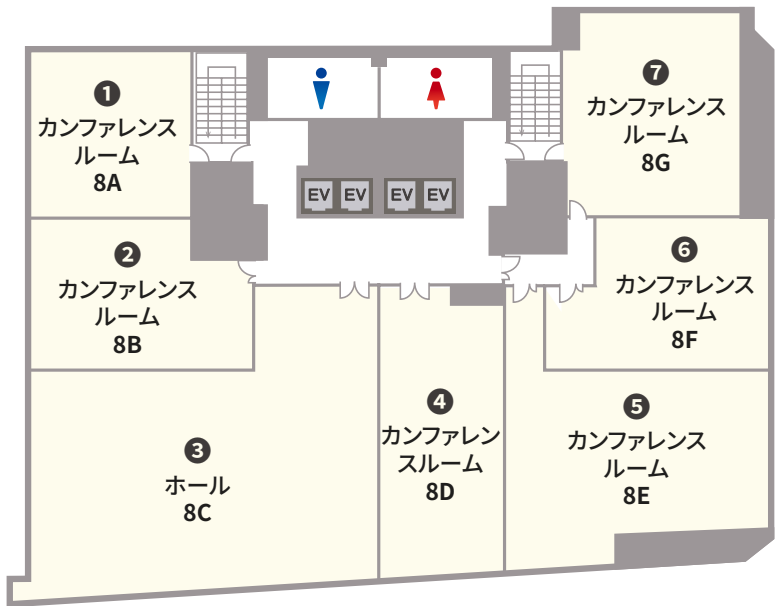 ❶
カンファレンス
ルーム
8A
❷
カンファレンス
ルーム
8B
❸
ホール
8C
❹
カンファレン
スルーム
8D
❺
カンファレンス
ルーム
8E
❻
カンファレンス
ルーム
8F
❼
カンファレンス
ルーム
8G
EV EV EV EV